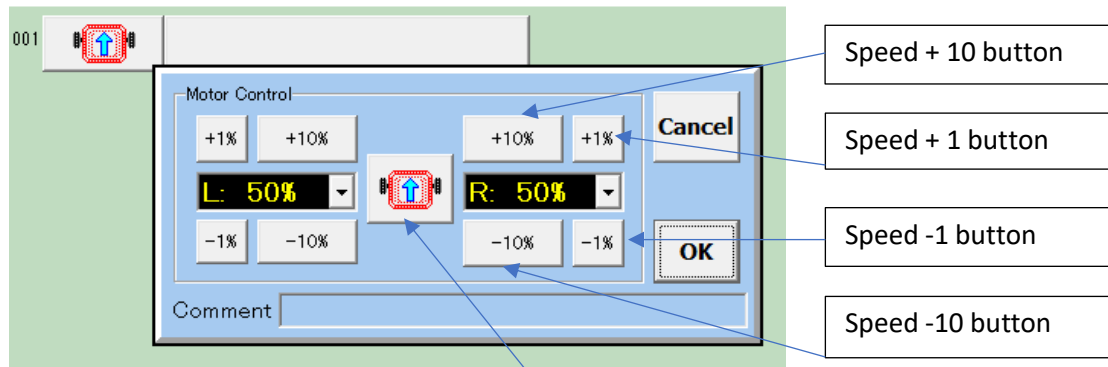 001
Speed + 10 button
Motor Control
+1% +10% +10% +1% Cancel
Speed + 1 button
L: 50% R: 50%
-1% -10% -10% -1% OK
Speed -1 button
Comment
Speed -10 button